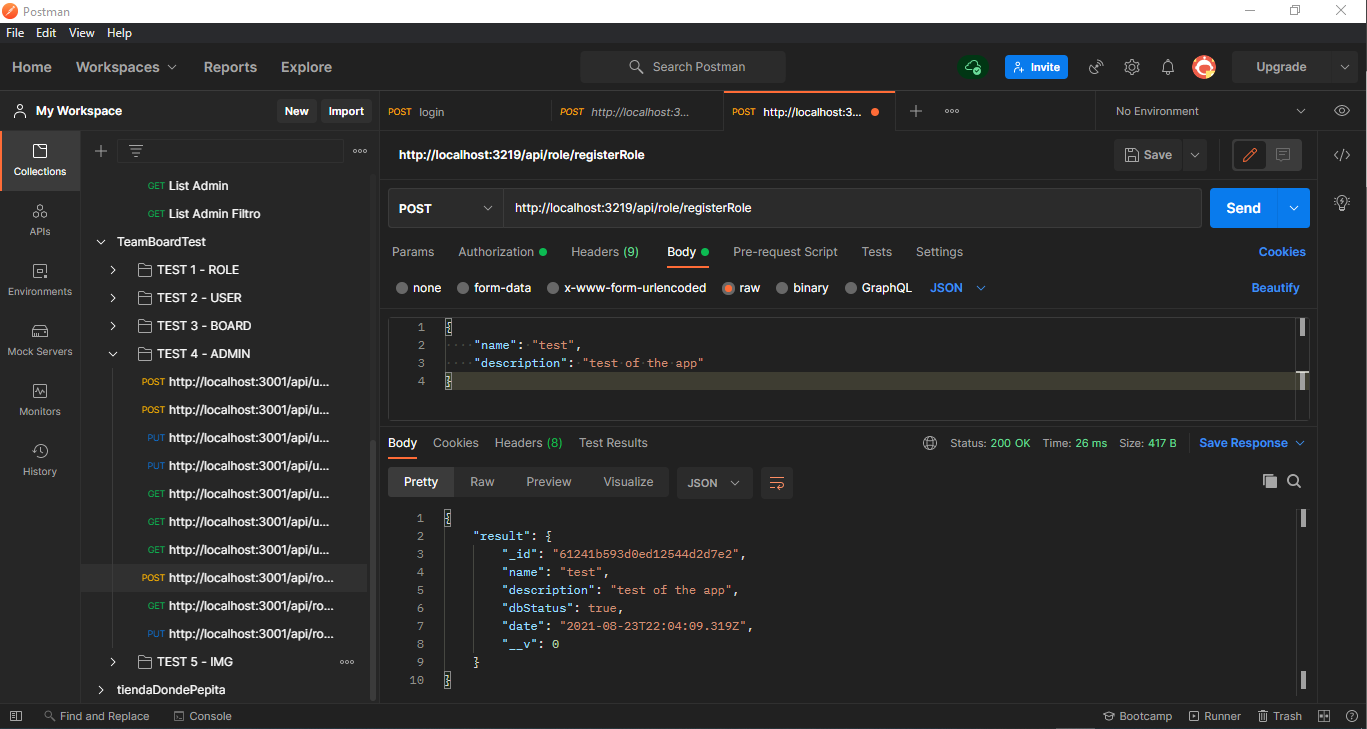 Postman
File Edit View Help
Home Workspaces Reports Explore Search Postman Invite Upgrade
My Workspace New Import
POST login POST http://localhost:3... POST http://localhost:3... No Environment
Collections
APIs
Environments
Mock Servers
Monitors
History
GET List Admin
GET List Admin Filtro
TeamBoardTest
TEST 1 - ROLE
TEST 2 - USER
TEST 3 - BOARD
TEST 4 - ADMIN
POST http://localhost:3001/api/u...
POST http://localhost:3001/api/u...
PUT http://localhost:3001/api/u...
PUT http://localhost:3001/api/u...
GET http://localhost:3001/api/u...
GET http://localhost:3001/api/u...
GET http://localhost:3001/api/u...
POST http://localhost:3001/api/ro...
GET http://localhost:3001/api/ro...
PUT http://localhost:3001/api/ro...
TEST 5 - IMG
tiendaDondePepita
http://localhost:3219/api/role/registerRole Save
POST http://localhost:3219/api/role/registerRole Send
Params Authorization Headers (9) Body Pre-request Script Tests Settings Cookies
none form-data x-www-form-urlencoded raw binary GraphQL JSON Beautify
1 {
2 "name": "test",
3 "description": "test of the app"
4 }
Body Cookies Headers (8) Test Results Status: 200 OK Time: 26 ms Size: 417 B Save Response
Pretty Raw Preview Visualize JSON
1 {
2 "result": {
3 "_id": "61241b593d0ed12544d2d7e2",
4 "name": "test",
5 "description": "test of the app",
6 "dbStatus": true,
7 "date": "2021-08-23T22:04:09.319Z",
8 "__v": 0
9 }
10 }
Find and Replace Console Bootcamp Runner Trash